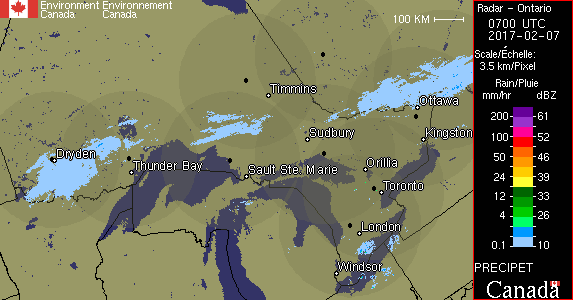 Environment Environnement
Canada Canada
100 KM
Timmins
Ottawa
Sudbury
Kingston
Dryden
Thunder Bay
Sault Ste. Marie
Orillia
Toronto
London
Windsor
Radar - Ontario
0700 UTC
2017-02-07
Scale/Échelle:
3.5 km/Pixel
Rain/Pluie
mm/hr dBZ
200 61
100 52
50 46
24 39
12 33
4 26
0.1 10
PRECIPET
Canada